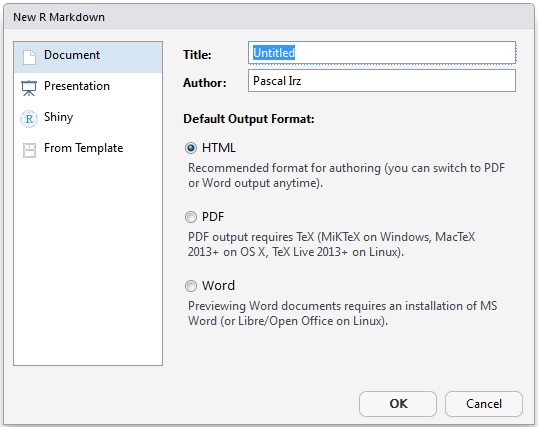 New R Markdown
Document
Presentation
Shiny
From Template
Title: Untitled
Author: Pascal Irz
Default Output Format:
HTML
Recommended format for authoring (you can switch to PDF
or Word output anytime).
PDF
PDF output requires TeX (MiKTeX on Windows, MacTeX
2013+ on OS X, TeX Live 2013+ on Linux).
Word
Previewing Word documents requires an installation of MS
Word (or Libre/Open Office on Linux).
OK Cancel